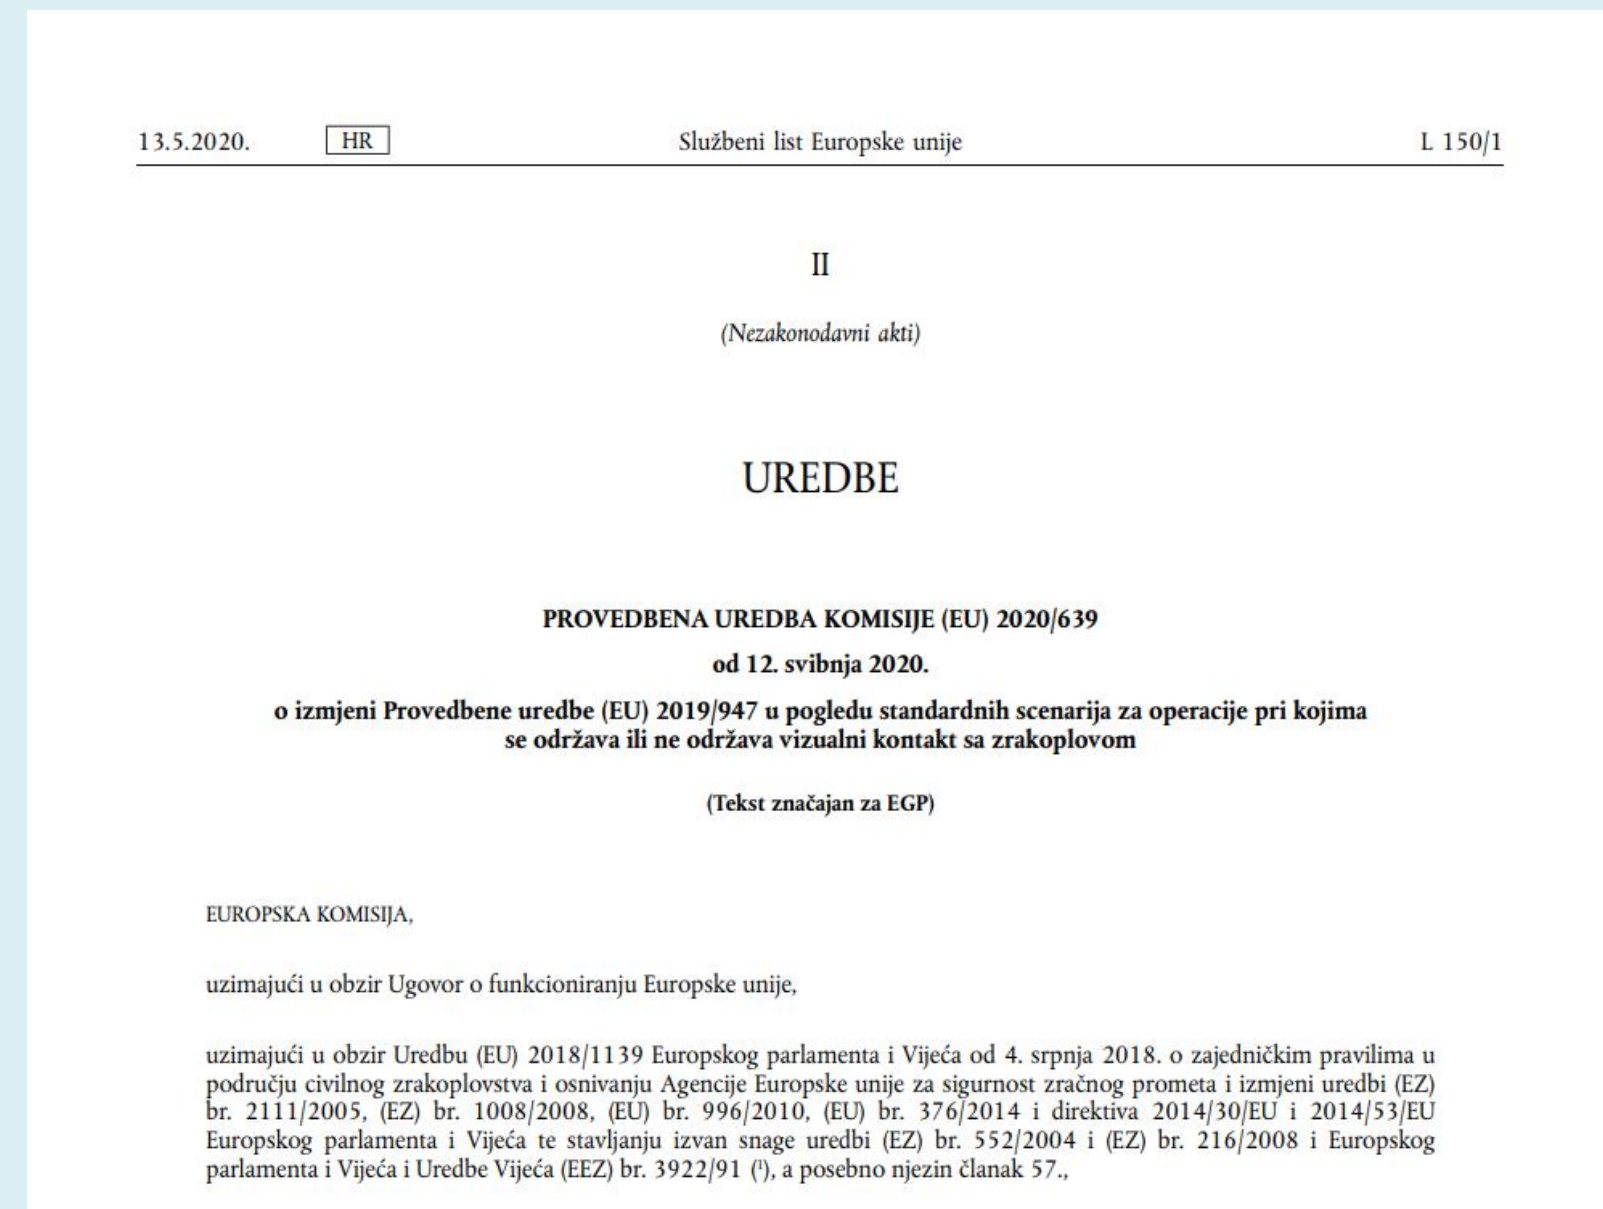 13.5.2020. HR Službeni list Europske unije L 150/1
II
(Nezakonodavni akti)
UREDBE
PROVEDBENA UREDBA KOMISIJE (EU) 2020/639
od 12. svibnja 2020.
o izmjeni Provedbene uredbe (EU) 2019/947 u pogledu standardnih scenarija za operacije pri kojima
se održava ili ne održava vizualni kontakt sa zrakoplovom
(Tekst značajan za EGP)
EUROPSKA KOMISIJA,
uzimajući u obzir Ugovor o funkcioniranju Europske unije,
uzimajući u obzir Uredbu (EU) 2018/1139 Europskog parlamenta i Vijeća od 4. srpnja 2018. o zajedničkim pravilima u
području civilnog zrakoplovstva i osnivanju Agencije Europske unije za sigurnost zračnog prometa i izmjeni uredbi (EZ)
br. 2111/2005, (EZ) br. 1008/2008, (EU) br. 996/2010, (EU) br. 376/2014 i direktiva 2014/30/EU i 2014/53/EU
Europskog parlamenta i Vijeća te stavljanju izvan snage uredbi (EZ) br. 552/2004 i (EZ) br. 216/2008 i Europskog
parlamenta i Vijeća i Uredbe Vijeća (EEZ) br. 3922/91 (¹), a posebno njezin članak 57.,